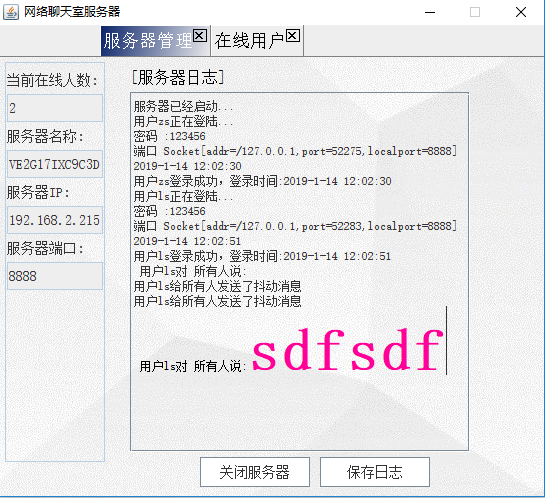 网络聊天室服务器
服务器管理 在线用户
当前在线人数:
2
服务器名称:
VE2G17IXC9C3D
服务器IP:
192.168.2.215
服务器端口:
8888
[服务器日志]
服务器已经启动...
用户zs正在登陆...
密码 :123456
端口 Socket[addr=/127.0.0.1,port=52275,localport=8888]
2019-1-14 12:02:30
用户zs登录成功，登录时间:2019-1-14 12:02:30
用户ls正在登陆...
密码 :123456
端口 Socket[addr=/127.0.0.1,port=52283,localport=8888]
2019-1-14 12:02:51
用户ls登录成功，登录时间:2019-1-14 12:02:51
用户ls对 所有人说:
用户ls给所有人发送了抖动消息
用户ls给所有人发送了抖动消息
用户ls对 所有人说:sdfsdf
关闭服务器 保存日志